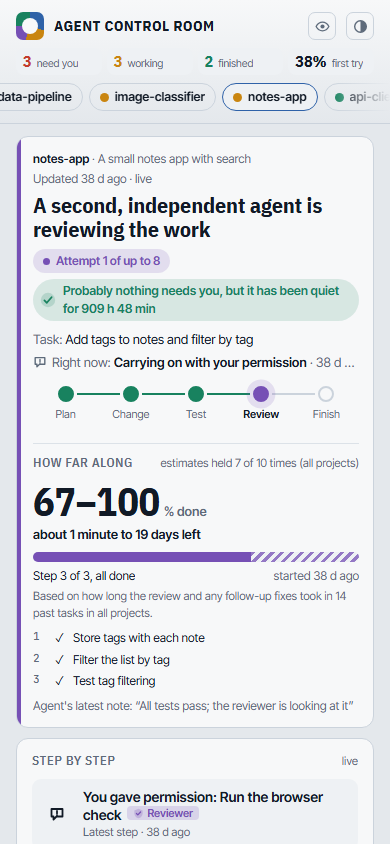 AGENT CONTROL ROOM
3 need you 3 working 2 finished 38% first try
data-pipeline image-classifier notes-app
notes-app · A small notes app with search
Updated 38 d ago · live
A second, independent agent is
reviewing the work
Attempt 1 of up to 8
Probably nothing needs you, but it has been quiet
for 909 h 48 min
Task: Add tags to notes and filter by tag
Right now: Carrying on with your permission · 38 d ...
Plan Change Test Review Finish
HOW FAR ALONG estimates held 7 of 10 times (all projects)
67–100 % done
about 1 minute to 19 days left
Step 3 of 3, all done started 38 d ago
Based on how long the review and any follow-up fixes took in 14
past tasks in all projects.
1 ✓ Store tags with each note
2 ✓ Filter the list by tag
3 ✓ Test tag filtering
Agent's latest note: “All tests pass; the reviewer is looking at it”
STEP BY STEP live
You gave permission: Run the browser
check Reviewer
Latest step · 38 d ago